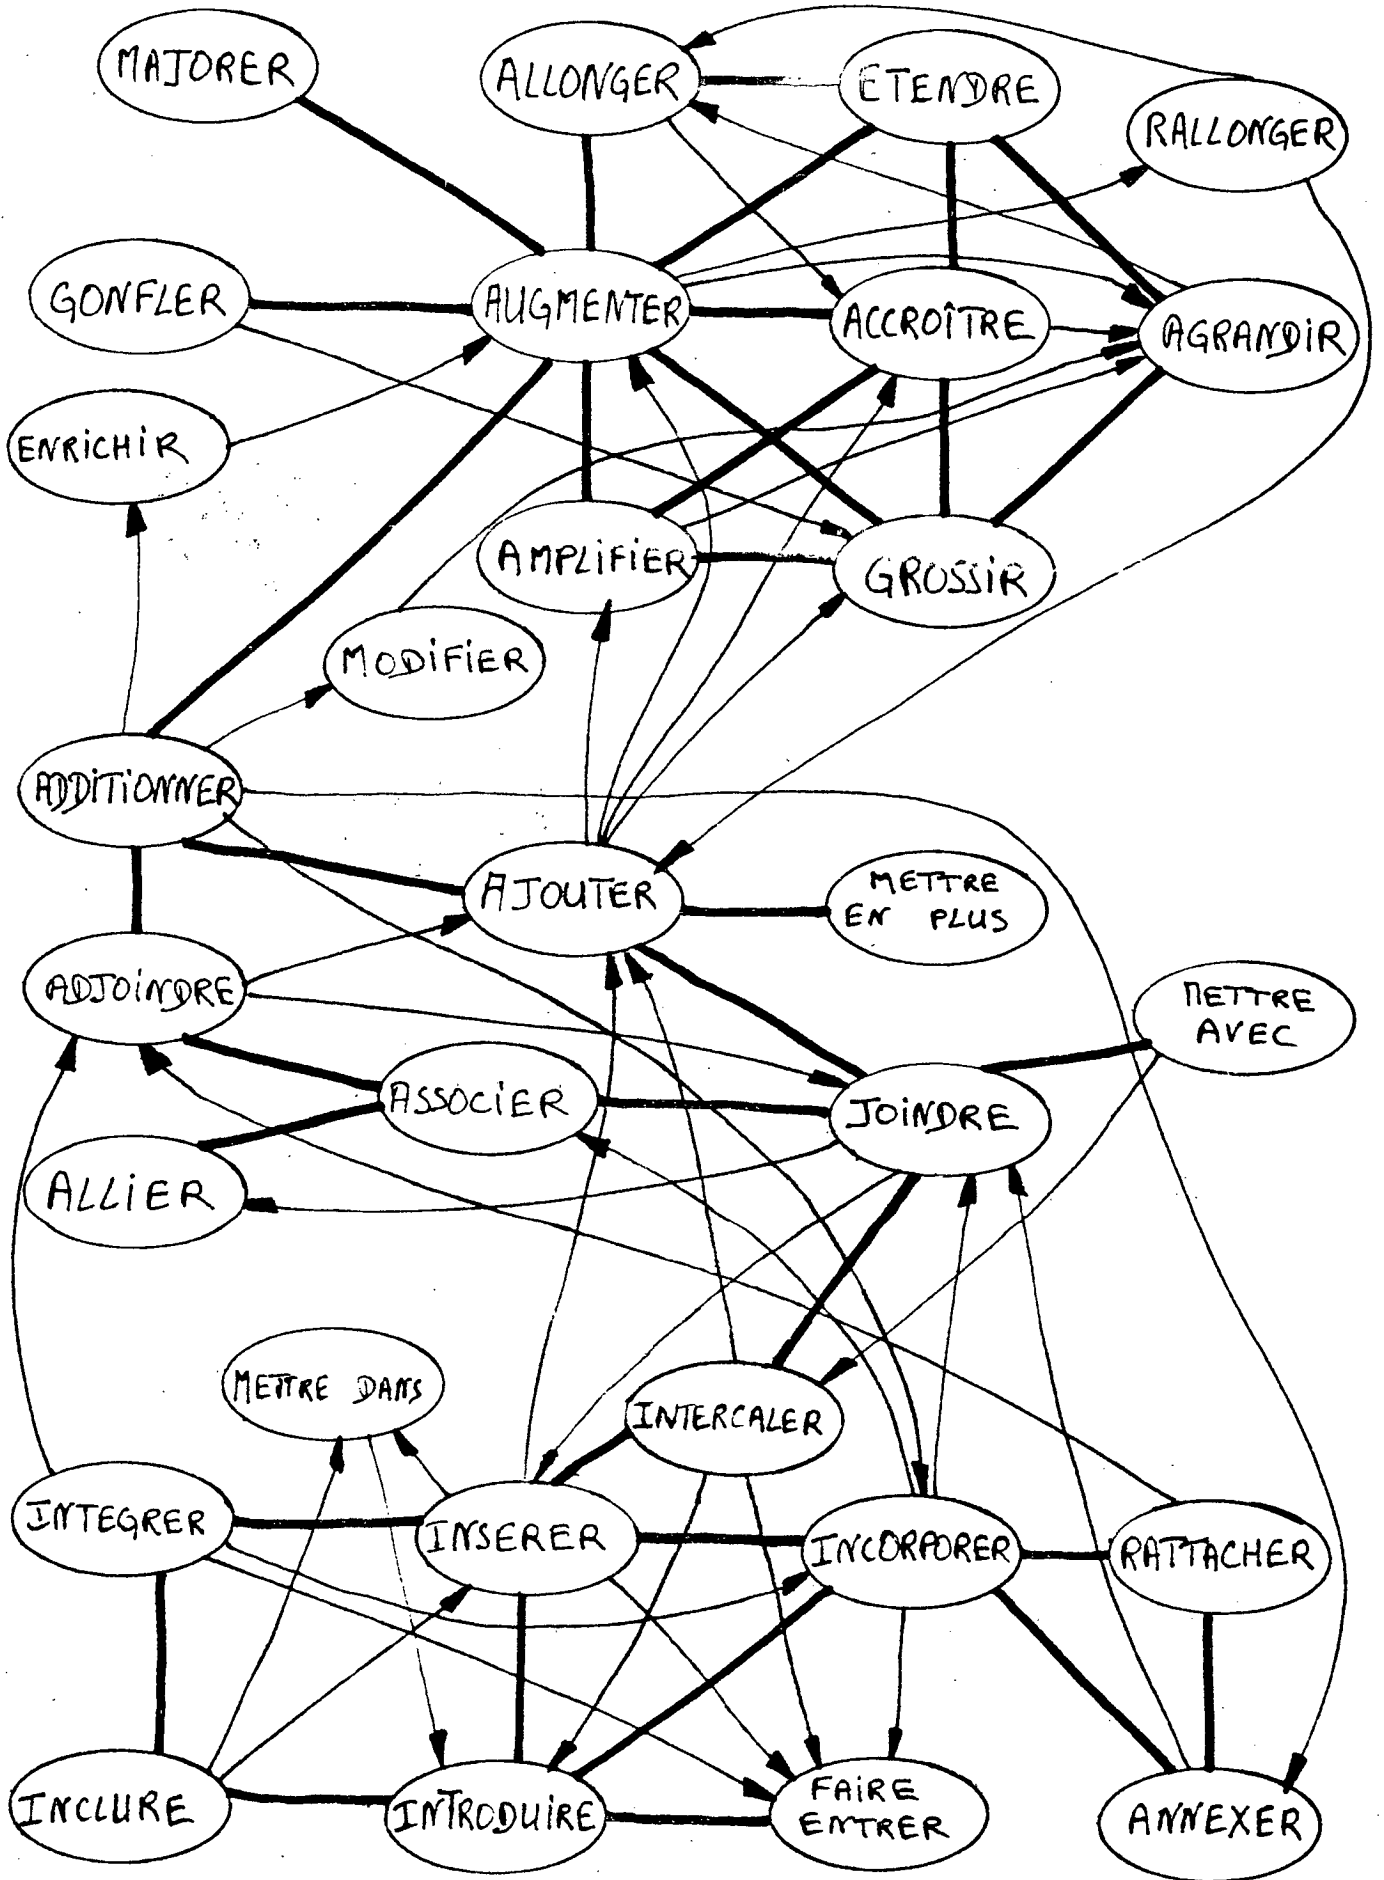 MAJORER
ALLONGER
ETENDRE
RALLONGER
GONFLER
AUGMENTER
ACCROÎTRE
AGRANDIR
ENRICHIR
AMPLIFIER
GROSSIR
MODIFIER
ADDITIONNER
AJOUTER
METTRE
EN PLUS
ADJOINDRE
METTRE
AVEC
ASSOCIER
JOINDRE
ALLIER
METTRE DANS
INTERCALER
INTEGRER
INSERER
INCORPORER
RATTACHER
INCLURE
INTRODUIRE
FAIRE
ENTRER
ANNEXER